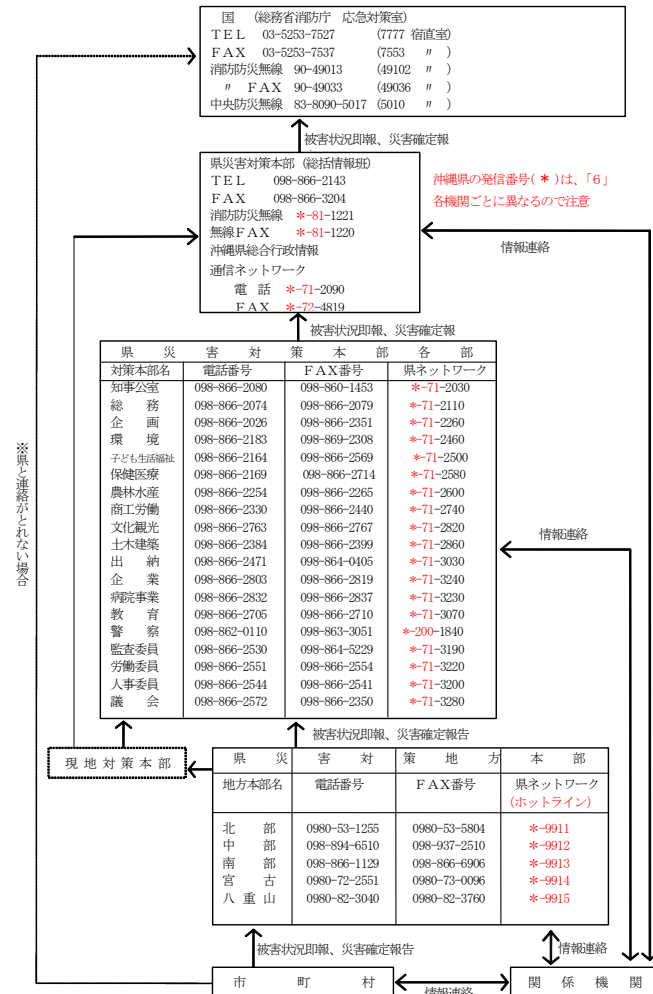 国　（総務省消防庁　応急対策室）
ＴＥＬ　03-5253-7527　（7777 宿直室）
ＦＡＸ　03-5253-7537　（7553　〃　）
消防防災無線　90-49013　（49102　〃　）
〃　ＦＡＸ　90-49033　（49036　〃　）
中央防災無線　83-8090-5017　（5010　〃　）
被害状況即報、災害確定報
県災害対策本部（総括情報班）
ＴＥＬ　098-866-2143
ＦＡＸ　098-866-3204
消防防災無線　＊-81-1221
無線ＦＡＸ　＊-81-1220
沖縄県総合行政情報
通信ネットワーク
電　話　＊-71-2090
ＦＡＸ　＊-72-4819
沖縄県の発信番号(＊)は、「6」
各機関ごとに異なるので注意
情報連絡
被害状況即報、災害確定報
県　災　害　対　策　本　部　各　部
対策本部名　電話番号　ＦＡＸ番号　県ネットワーク
知事公室　098-866-2080　098-860-1453　＊-71-2030
総　務　098-866-2074　098-866-2079　＊-71-2110
企　画　098-866-2026　098-866-2351　＊-71-2260
環　境　098-866-2183　098-869-2308　＊-71-2460
子ども生活福祉　098-866-2164　098-866-2569　＊-71-2500
保健医療　098-866-2169　098-866-2714　＊-71-2580
農林水産　098-866-2254　098-866-2265　＊-71-2600
商工労働　098-866-2330　098-866-2440　＊-71-2740
文化観光　098-866-2763　098-866-2767　＊-71-2820
土木建築　098-866-2384　098-866-2399　＊-71-2860
出　納　098-866-2471　098-864-0405　＊-71-3030
企　業　098-866-2803　098-866-2819　＊-71-3240
病院事業　098-866-2832　098-866-2837　＊-71-3230
教　育　098-866-2705　098-866-2710　＊-71-3070
警　察　098-862-0110　098-863-3051　＊-200-1840
監査委員　098-866-2530　098-864-5229　＊-71-3190
労働委員　098-866-2551　098-866-2554　＊-71-3220
人事委員　098-866-2544　098-866-2541　＊-71-3200
議　会　098-866-2572　098-866-2350　＊-71-3280
※県と連絡がとれない場合
情報連絡
被害状況即報、災害確定報告
現地対策本部
県　災　害　対　策　地　方　本　部
地方本部名　電話番号　ＦＡＸ番号　県ネットワーク
(ホットライン)
北　部　0980-53-1255　0980-53-5804　＊-9911
中　部　098-894-6510　098-937-2510　＊-9912
南　部　098-866-1129　098-866-6906　＊-9913
宮　古　0980-72-2551　0980-73-0096　＊-9914
八 重 山　0980-82-3040　0980-82-3760　＊-9915
被害状況即報、災害確定報告
情報連絡
市　町　村
情報連絡
関　係　機　関